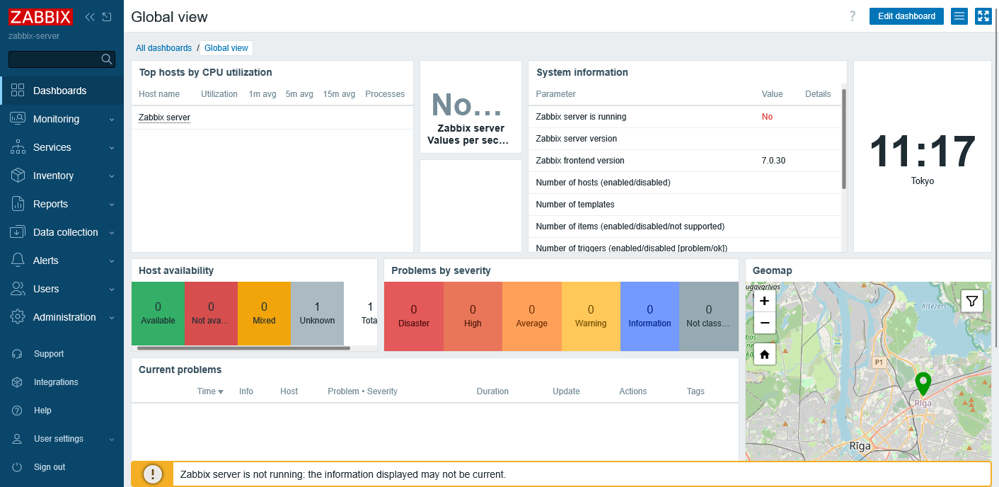 ZABBIX
zabbix-server
Dashboards
Monitoring
Services
Inventory
Reports
Data collection
Alerts
Users
Administration
Support
Integrations
Help
User settings
Sign out
Global view
? Edit dashboard
All dashboards / Global view
Top hosts by CPU utilization
Host name Utilization 1m avg 5m avg 15m avg Processes
Zabbix server
No...
Zabbix server
Values per sec...
System information
Parameter Value Details
Zabbix server is running No
Zabbix server version
Zabbix frontend version 7.0.30
Number of hosts (enabled/disabled)
Number of templates
Number of items (enabled/disabled/not supported)
Number of triggers (enabled/disabled [problem/ok])
11:17
Tokyo
Host availability
0 0 0 1 1
Available Not ava... Mixed Unknown Tota
Problems by severity
0 0 0 0 0 0
Disaster High Average Warning Information Not class...
Geomap
ugavgrīvas
+
−
Ķīšezers
P1
Rīga
Rīga
Current problems
Time Info Host Problem • Severity Duration Update Actions Tags
! Zabbix server is not running: the information displayed may not be current.